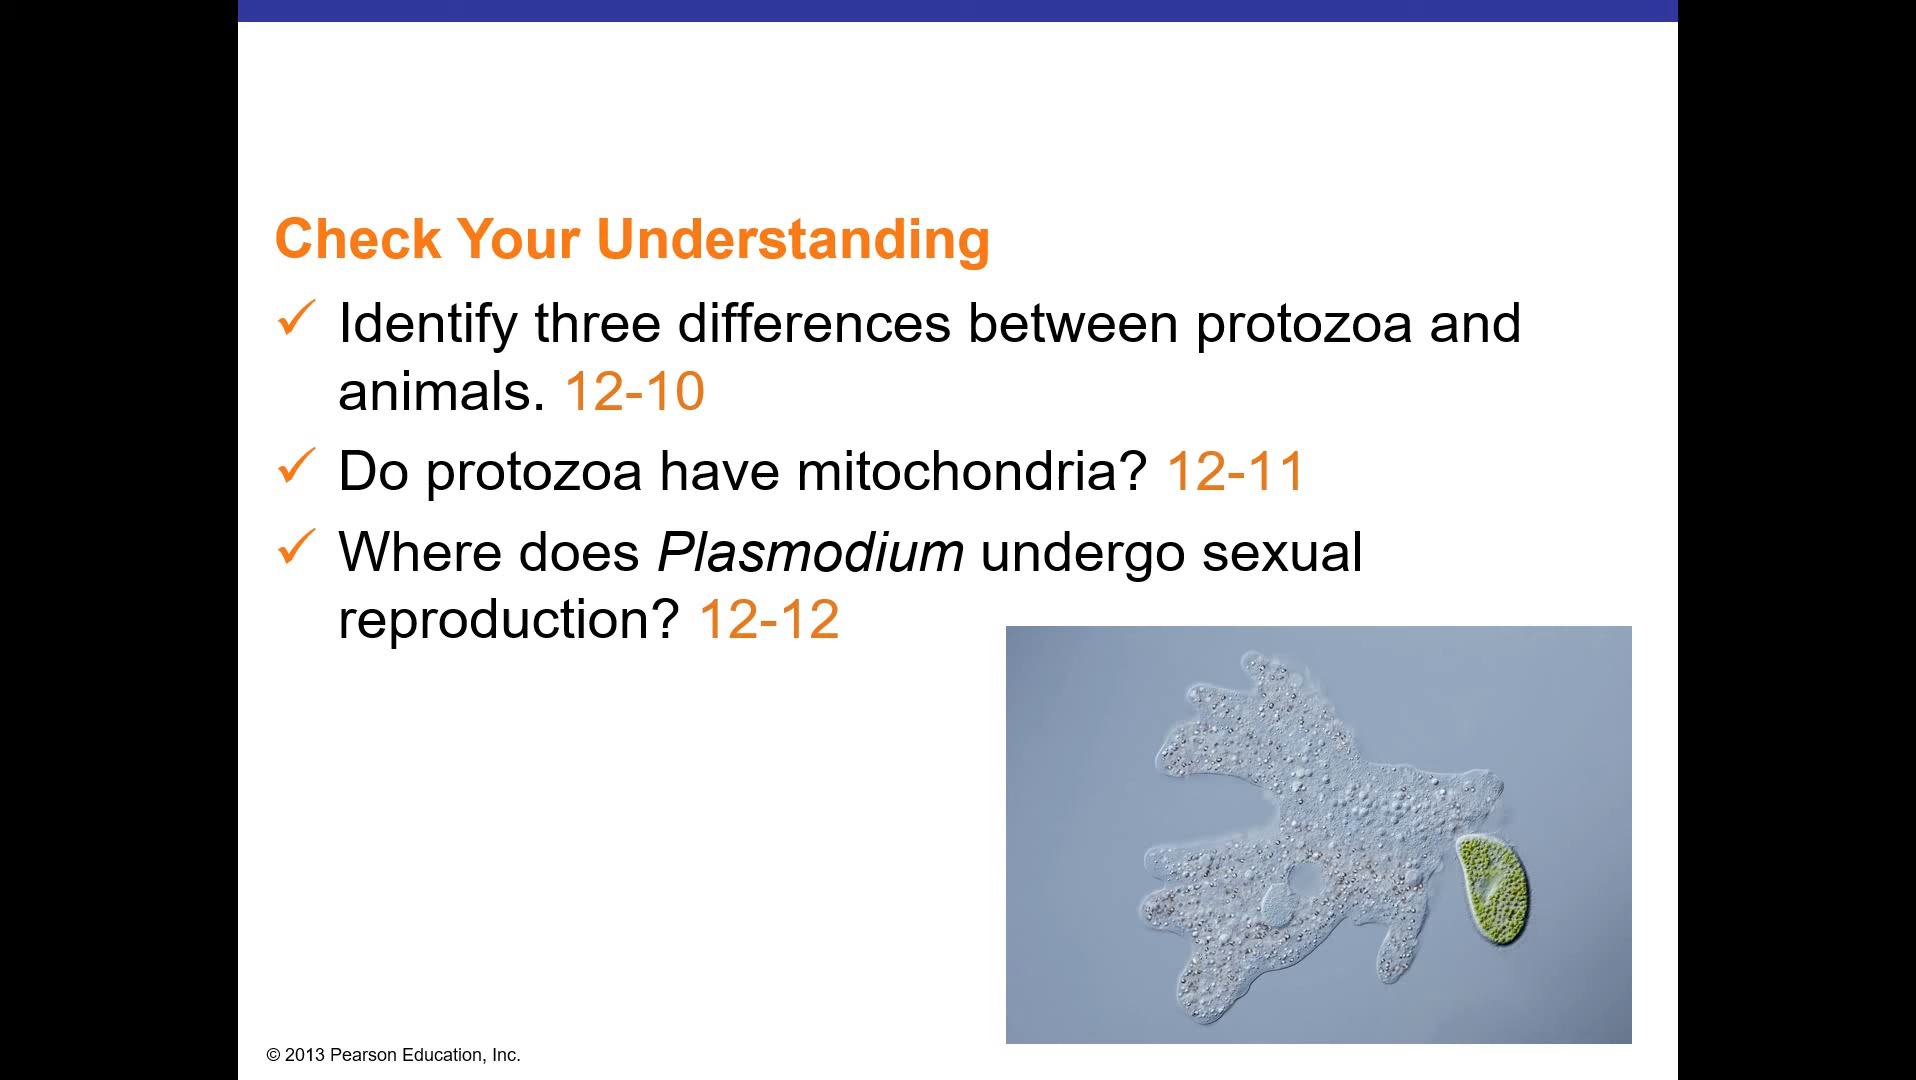 Check Your Understanding
✓ Identify three differences between protozoa and
animals. 12-10
✓ Do protozoa have mitochondria? 12-11
✓ Where does Plasmodium undergo sexual
reproduction? 12-12
© 2013 Pearson Education, Inc.